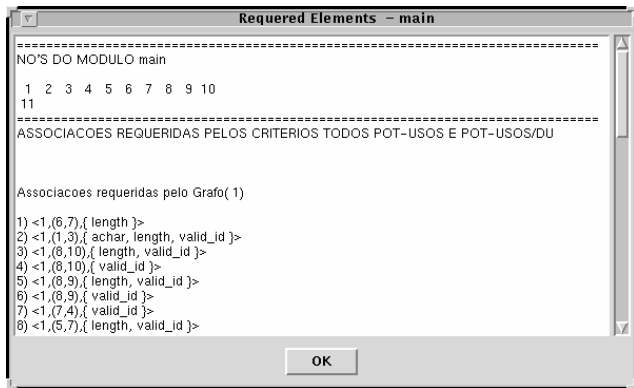 Requered Elements - main
================================================================================
NO'S DO MODULO main
1 2 3 4 5 6 7 8 9 10
11
================================================================================
ASSOCIACOES REQUERIDAS PELOS CRITERIOS TODOS POT-USOS E POT-USOS/DU
Associacoes requeridas pelo Grafo( 1)
1) <1,(6,7),{ length }>
2) <1,(1,3),{ achar, length, valid_id }>
3) <1,(8,10),{ length, valid_id }>
4) <1,(8,10),{ valid_id }>
5) <1,(8,9),{ length, valid_id }>
6) <1,(8,9),{ valid_id }>
7) <1,(7,4),{ valid_id }>
8) <1,(5,7),{ length, valid_id }>
OK